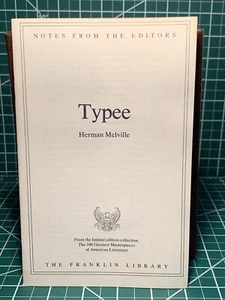 NOTES FROM THE EDITORS
Typee
Herman Melville
From the limited edition collection,
The 100 Greatest Masterpieces
of American Literature
THE FRANKLIN LIBRARY